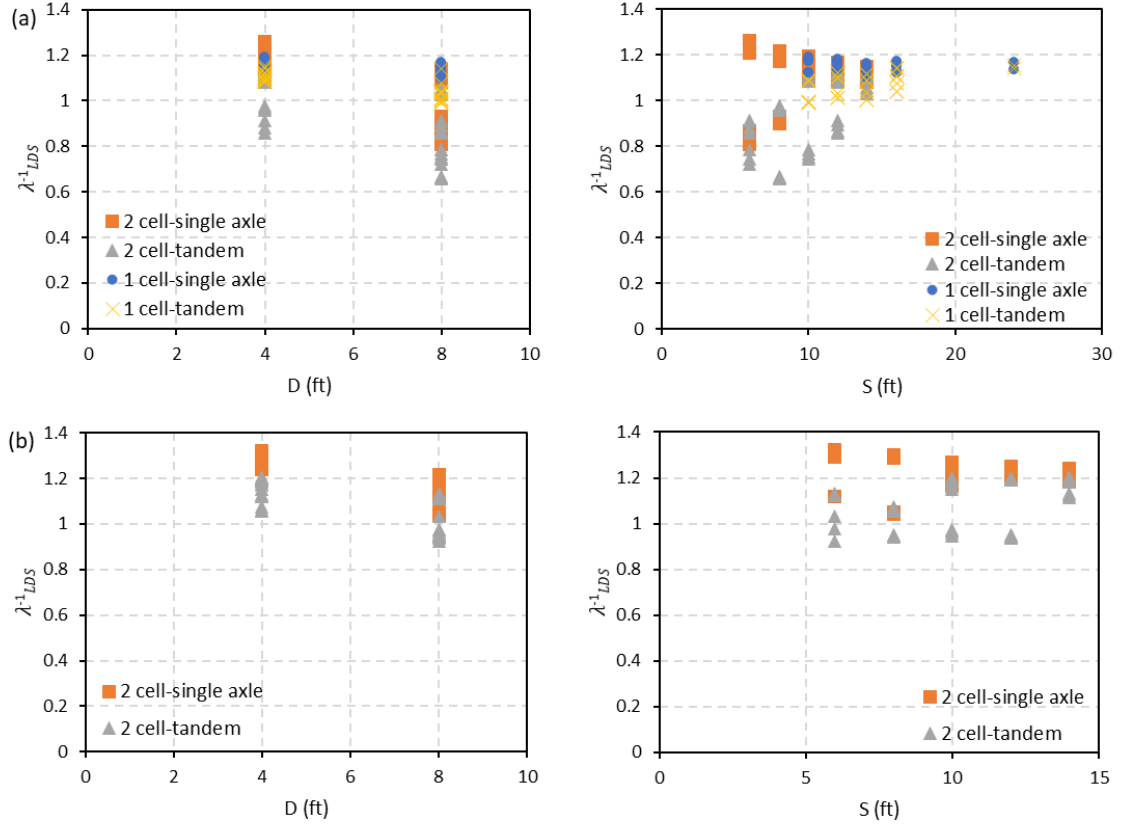 (a)
1.4
1.2
1
0.8
0.6
0.4
0.2
0
λ⁻¹LDS
2 cell-single axle
2 cell-tandem
1 cell-single axle
1 cell-tandem
0 2 4 6 8 10
D (ft)
1.4
1.2
1
0.8
0.6
0.4
0.2
0
λ⁻¹LDS
2 cell-single axle
2 cell-tandem
1 cell-single axle
1 cell-tandem
0 10 20 30
S (ft)
(b)
1.4
1.2
1
0.8
0.6
0.4
0.2
0
λ⁻¹LDS
2 cell-single axle
2 cell-tandem
0 2 4 6 8 10
D (ft)
1.4
1.2
1
0.8
0.6
0.4
0.2
0
λ⁻¹LDS
2 cell-single axle
2 cell-tandem
0 5 10 15
S (ft)